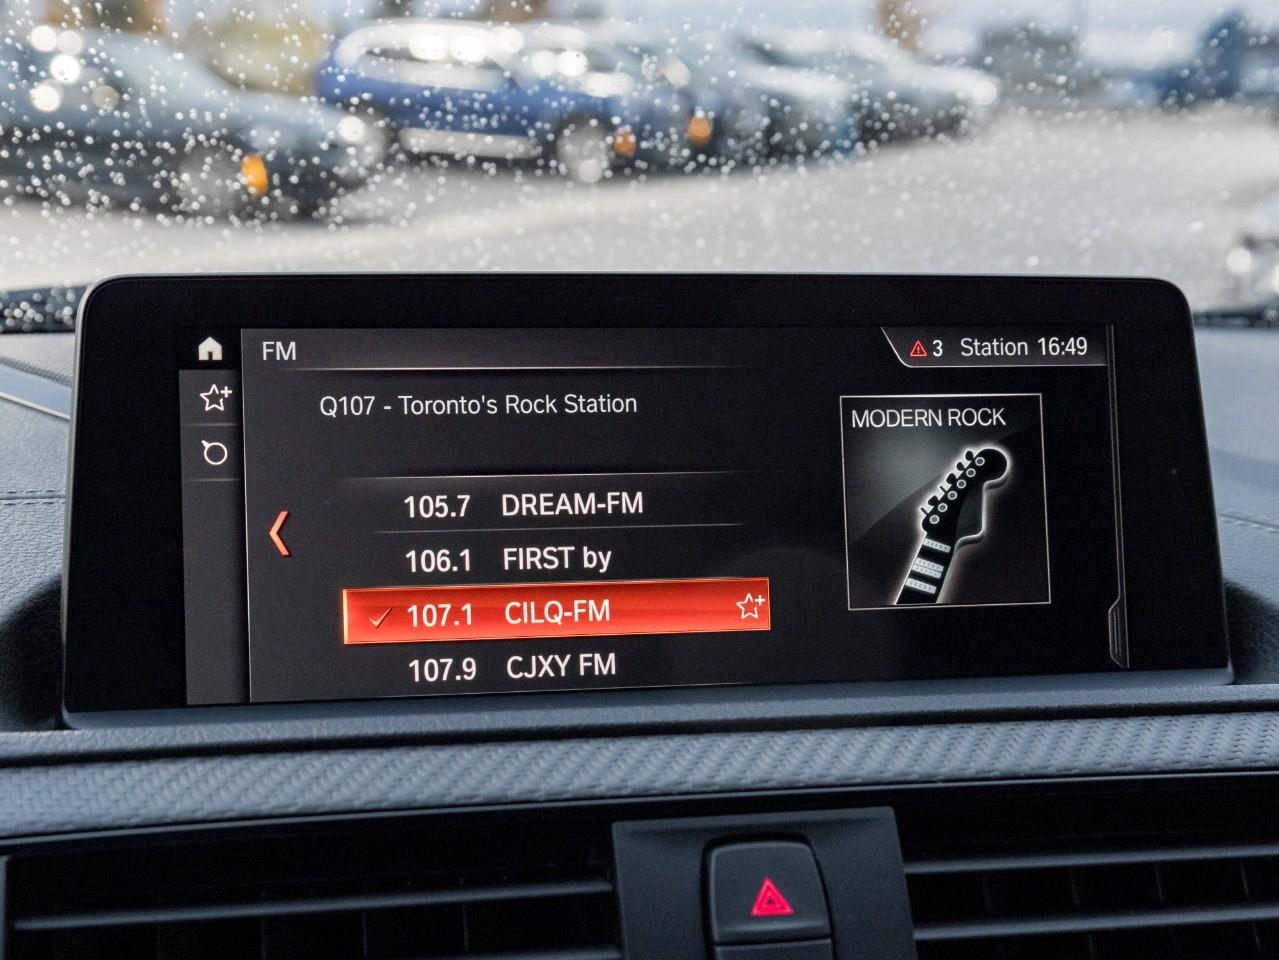 FM
3 Station 16:49
Q107 - Toronto's Rock Station
MODERN ROCK
105.7 DREAM-FM
106.1 FIRST by
107.1 CILQ-FM
107.9 CJXY FM